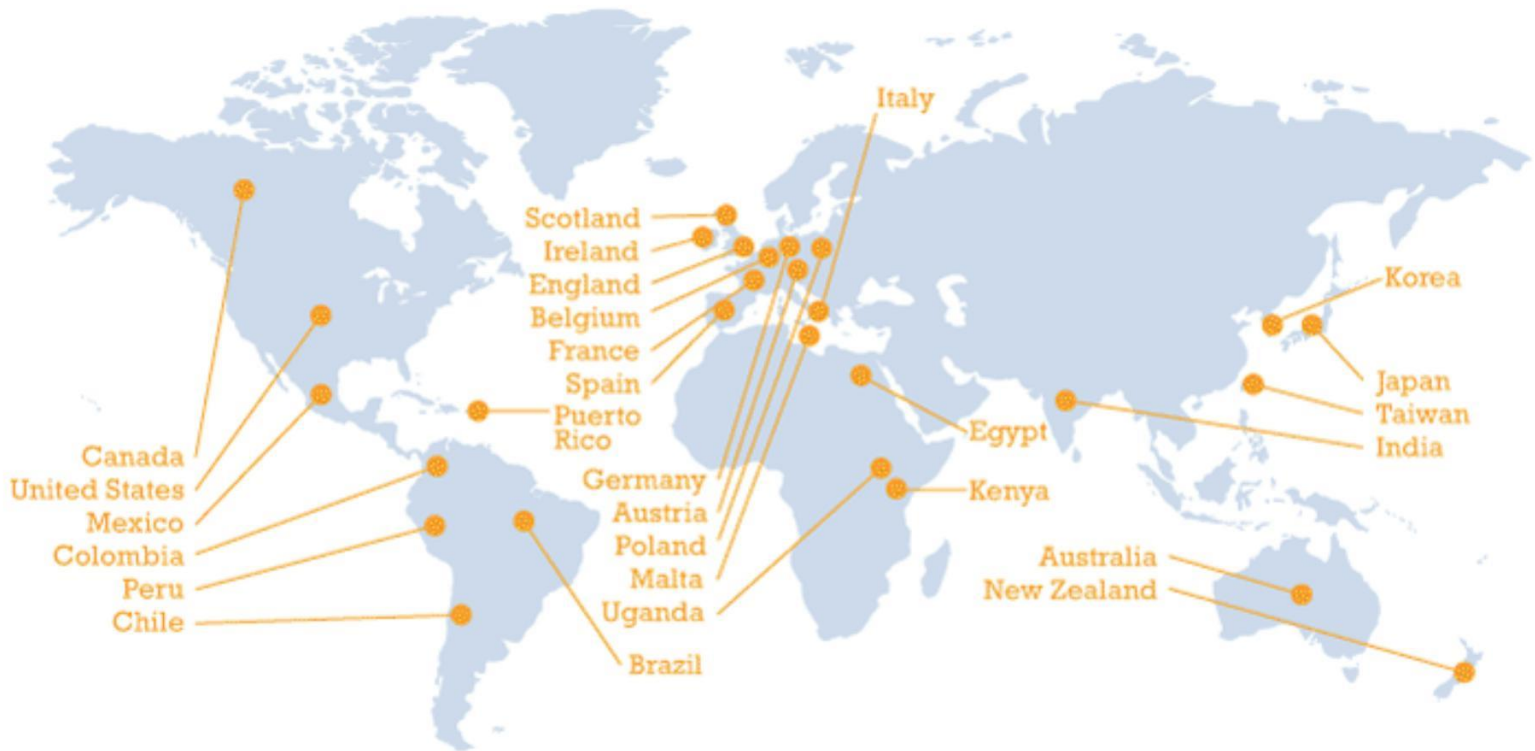 Italy
Scotland
Ireland
England
Belgium
France
Spain
Puerto
Rico
Korea
Japan
Taiwan
India
Egypt
Kenya
Canada
United States
Mexico
Colombia
Peru
Chile
Germany
Austria
Poland
Malta
Uganda
Brazil
Australia
New Zealand